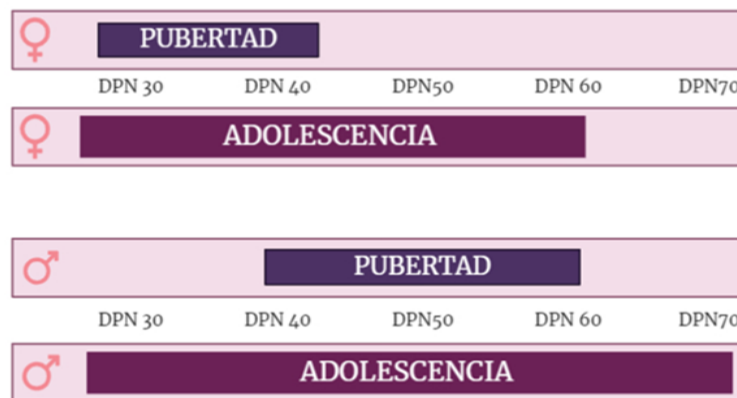 PUBERTAD
DPN 30 DPN 40 DPN50 DPN 60 DPN70
ADOLESCENCIA
PUBERTAD
DPN 30 DPN 40 DPN50 DPN 60 DPN70
ADOLESCENCIA